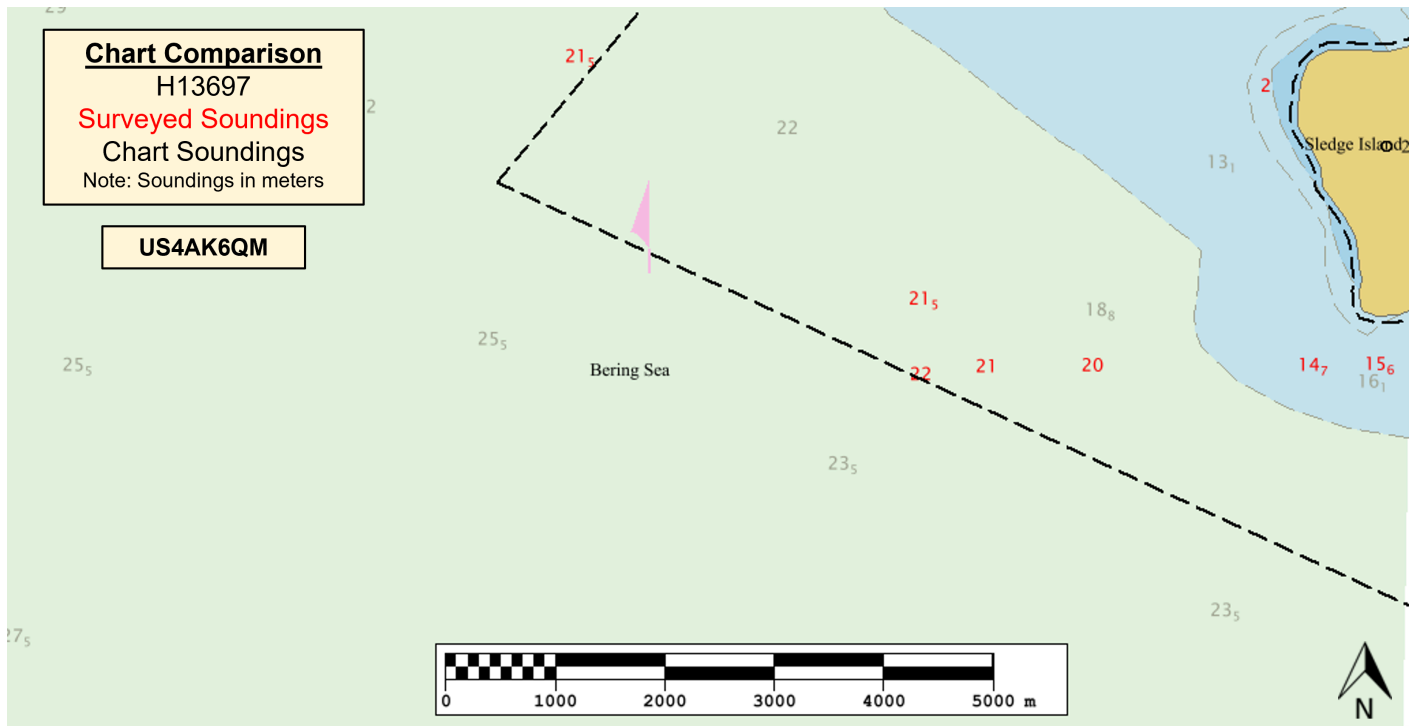 Chart Comparison
H13697
Surveyed Soundings
Chart Soundings
Note: Soundings in meters
US4AK6QM
21₅
22
2
13₁
Sledge Island
21₅
18₈
25₅
25₅
Bering Sea
22
21
20
14₇
15₆
16₁
23₅
23₅
0 1000 2000 3000 4000 5000 m
N